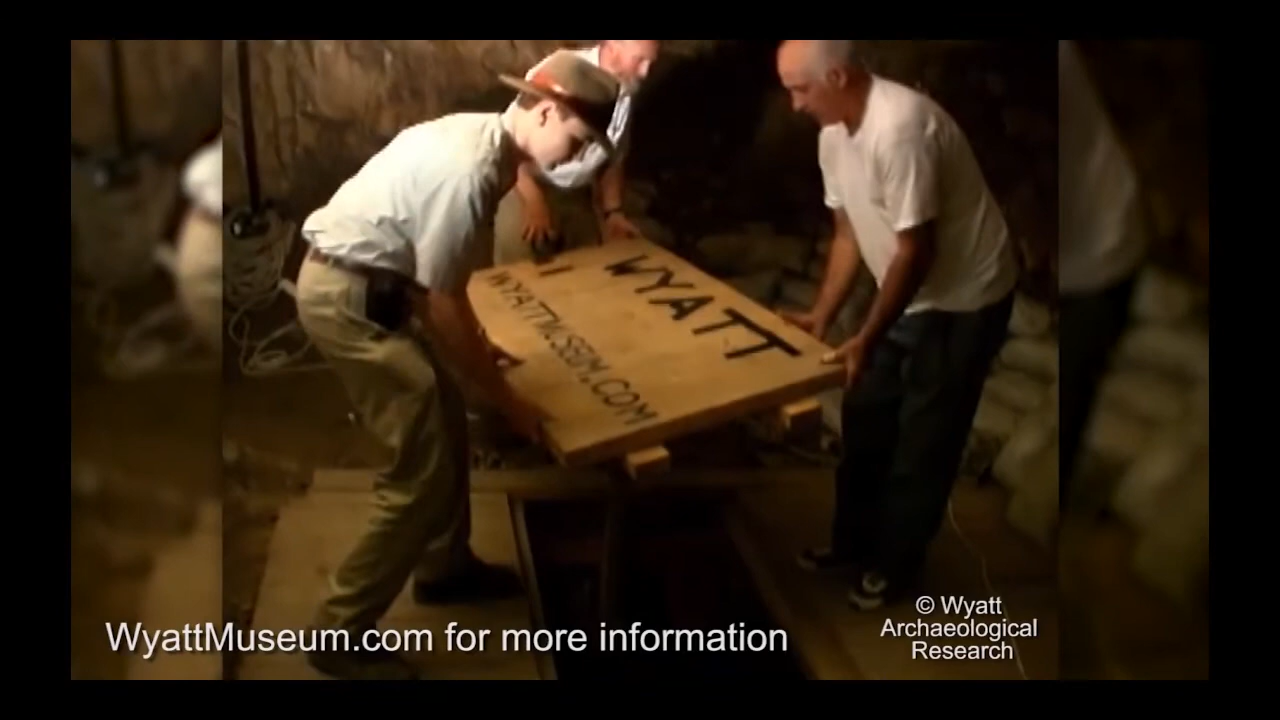 WYATT
WYATTMUSEUM.COM
WyattMuseum.com for more information
© Wyatt
Archaeological
Research